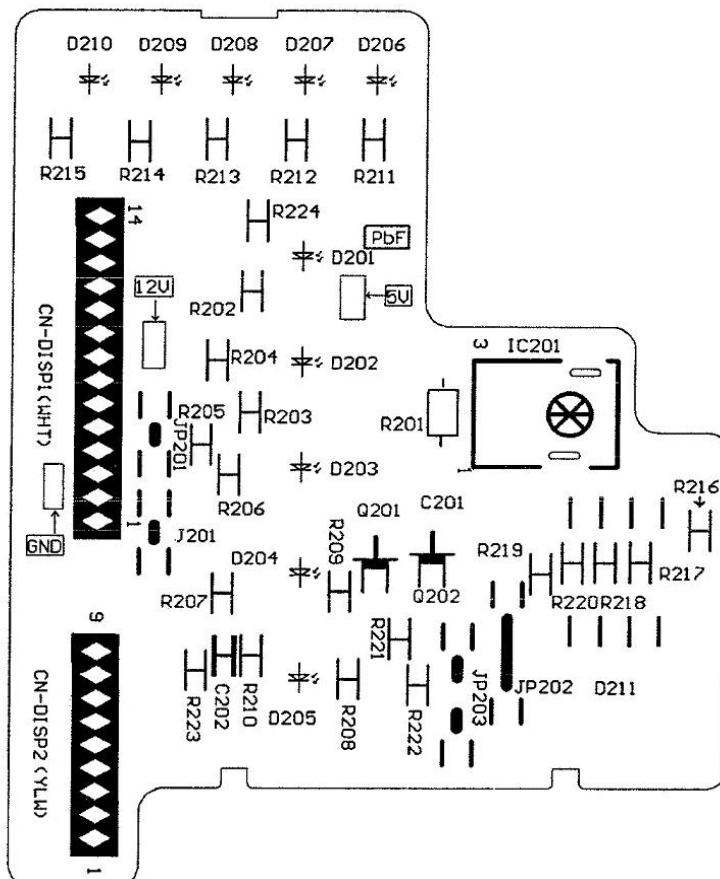 D210 D209 D208 D207 D206
R215 R214 R213 R212 R211
14
R224
PbF
D201
12V
R202
5V
CN-DISP1(WHT)
R204
D202
3 IC201
R205
R203
R201
JP201
D203
1
R206
R216
Q201 C201
1
J201
GND
D204
R209
R219
R217
R207
Q202
R220 R218
9
R221
CN-DISP2(YLW)
R223
C202
R210
D205
R208
R222
JP203
JP202
D211
1